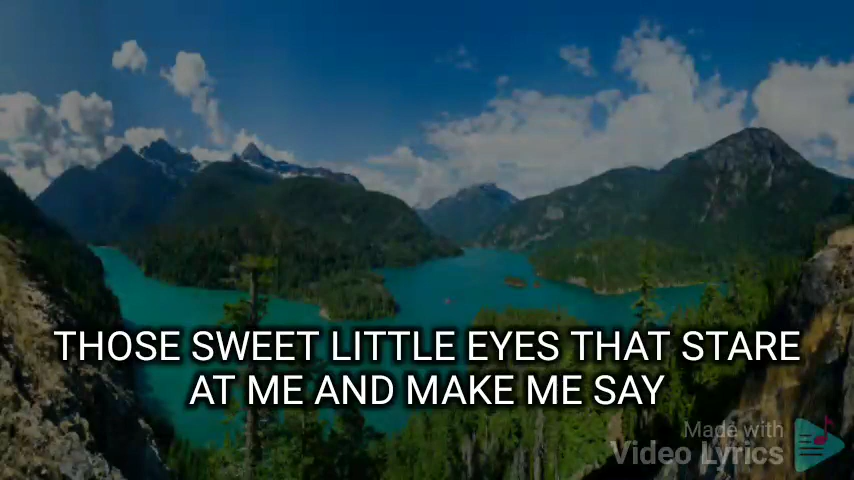 THOSE SWEET LITTLE EYES THAT STARE
AT ME AND MAKE ME SAY
Made with
Video Lyrics